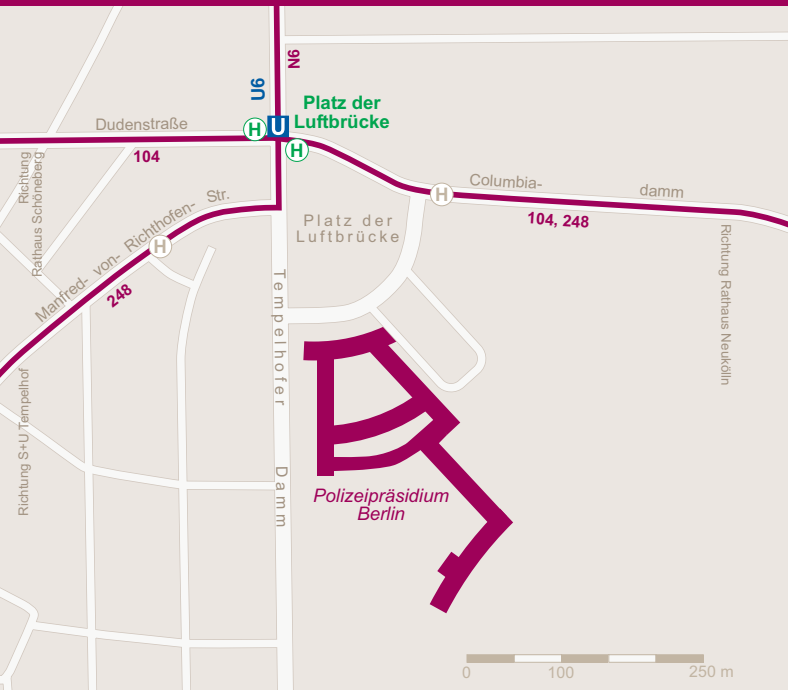 N6
U6
Platz der
Luftbrücke
H
U
H
Dudenstraße
104
Richtung
Rathaus Schöneberg
Manfred- von- Richthofen- Str.
H
248
Platz der
Luftbrücke
H
Columbia-
damm
104, 248
Richtung Rathaus Neukölln
Tempelhofer
Damm
Richtung S+U Tempelhof
Polizeipräsidium
Berlin
0 100 250 m